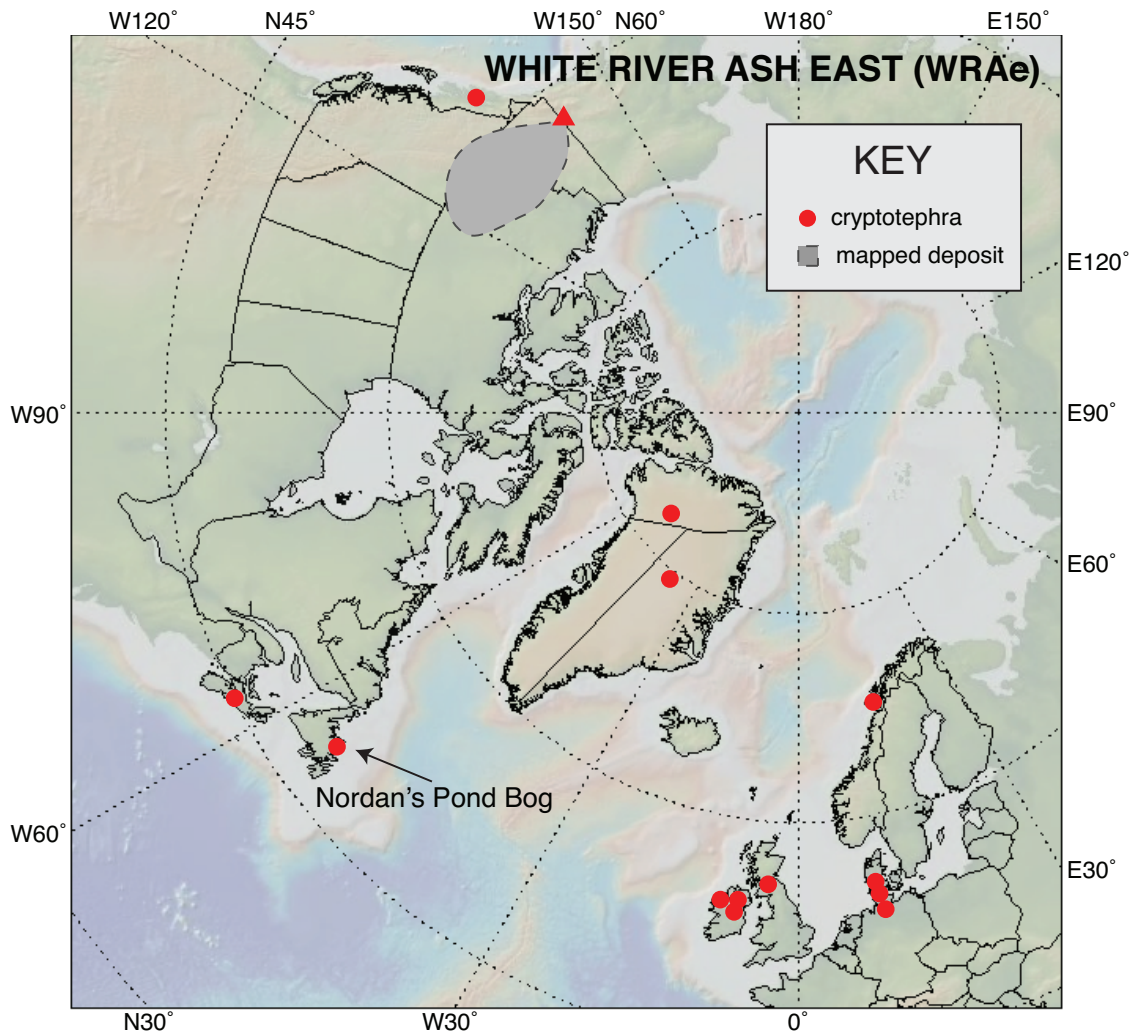 W120° N45° W150° N60° W180° E150°
WHITE RIVER ASH EAST (WRAe)
KEY
cryptotephra
mapped deposit
E120°
W90° E90°
E60°
Nordan's Pond Bog
W60°
E30°
N30° W30° 0°